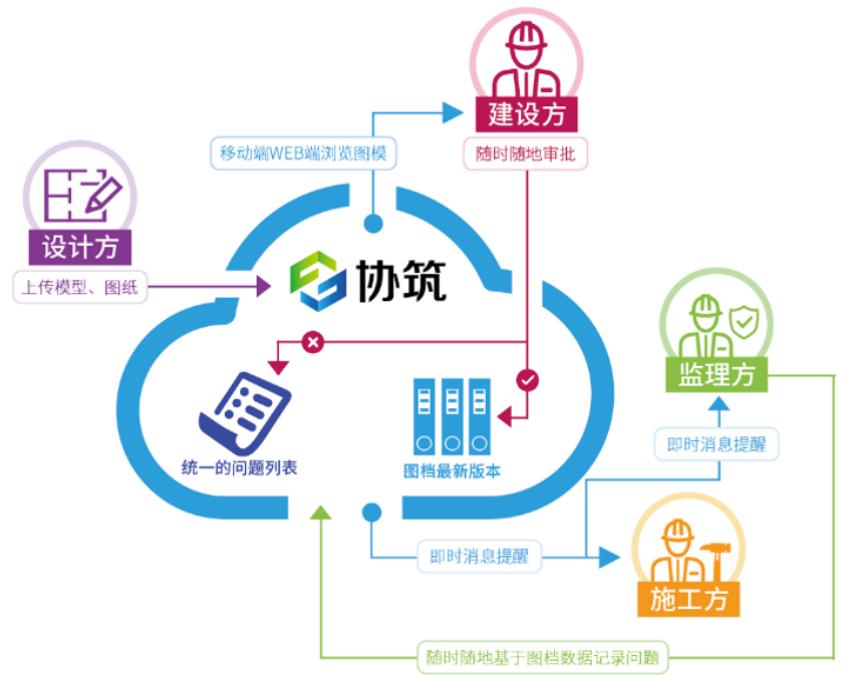 建设方
移动端WEB端浏览图模
随时随地审批
设计方
上传模型、图纸
协筑
监理方
统一的问题列表
图档最新版本
即时消息提醒
即时消息提醒
施工方
随时随地基于图档数据记录问题